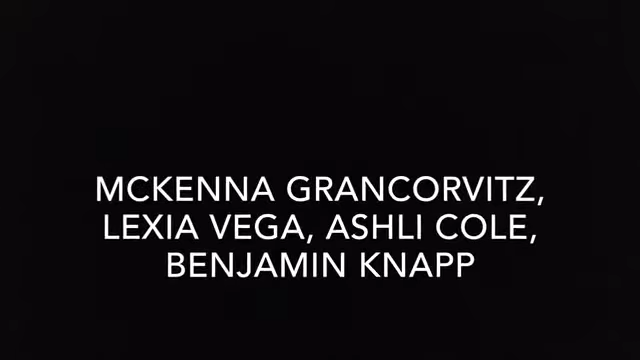 MCKENNA GRANCORVITZ,
LEXIA VEGA, ASHLI COLE,
BENJAMIN KNAPP